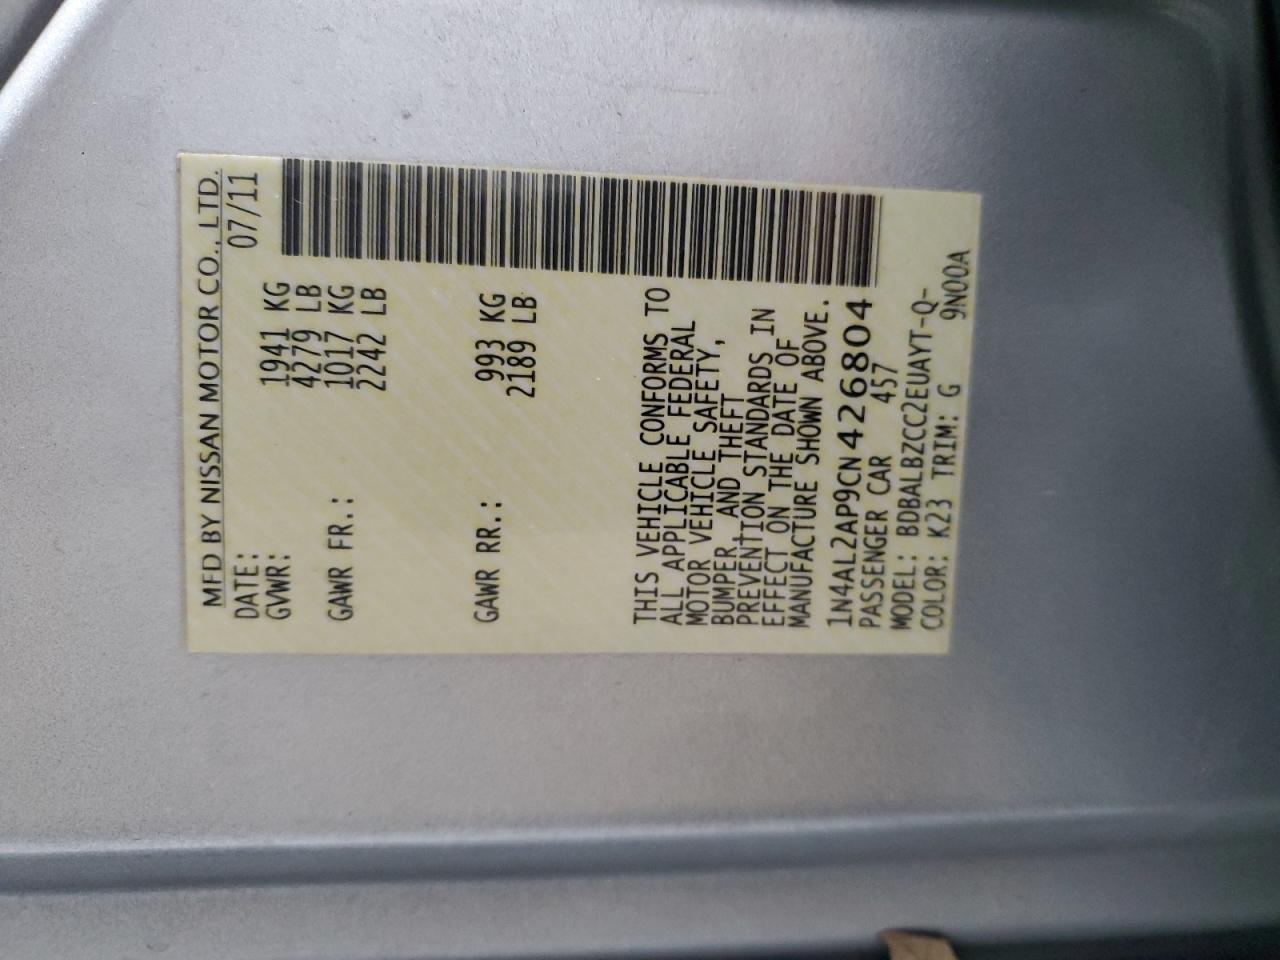 MFD BY NISSAN MOTOR CO., LTD.
DATE: 07/11
GVWR: 1941 KG
4279 LB
GAWR FR.: 1017 KG
2242 LB
GAWR RR.: 993 KG
2189 LB
THIS VEHICLE CONFORMS TO
ALL APPLICABLE FEDERAL
MOTOR VEHICLE SAFETY,
BUMPER AND THEFT
PREVENTION STANDARDS IN
EFFECT ON THE DATE OF
MANUFACTURE SHOWN ABOVE.
1N4AL2AP9CN426804
PASSENGER CAR 457
MODEL: BDBALBZCC2EUAYT-Q-
COLOR: K23 TRIM: G 9N00A